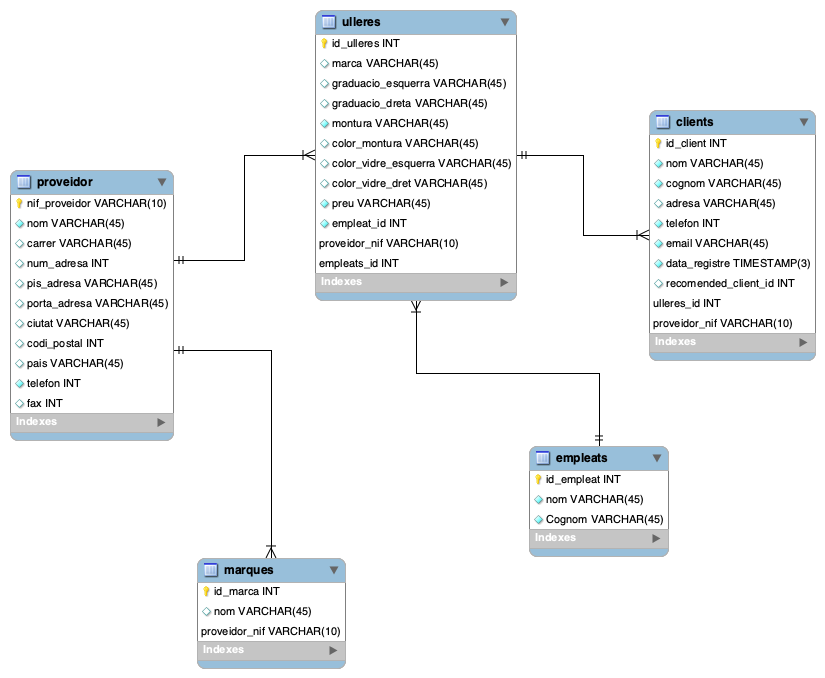 ulleres
id_ulleres INT
marca VARCHAR(45)
graduacio_esquerra VARCHAR(45)
graduacio_dreta VARCHAR(45)
montura VARCHAR(45)
color_montura VARCHAR(45)
color_vidre_esquerra VARCHAR(45)
color_vidre_dret VARCHAR(45)
preu VARCHAR(45)
empleat_id INT
proveidor_nif VARCHAR(10)
empleats_id INT
Indexes
clients
id_client INT
nom VARCHAR(45)
cognom VARCHAR(45)
adresa VARCHAR(45)
telefon INT
email VARCHAR(45)
data_registre TIMESTAMP(3)
recomended_client_id INT
ulleres_id INT
proveidor_nif VARCHAR(10)
Indexes
proveidor
nif_proveidor VARCHAR(10)
nom VARCHAR(45)
carrer VARCHAR(45)
num_adresa INT
pis_adresa VARCHAR(45)
porta_adresa VARCHAR(45)
ciutat VARCHAR(45)
codi_postal INT
pais VARCHAR(45)
telefon INT
fax INT
Indexes
empleats
id_empleat INT
nom VARCHAR(45)
Cognom VARCHAR(45)
Indexes
marques
id_marca INT
nom VARCHAR(45)
proveidor_nif VARCHAR(10)
Indexes